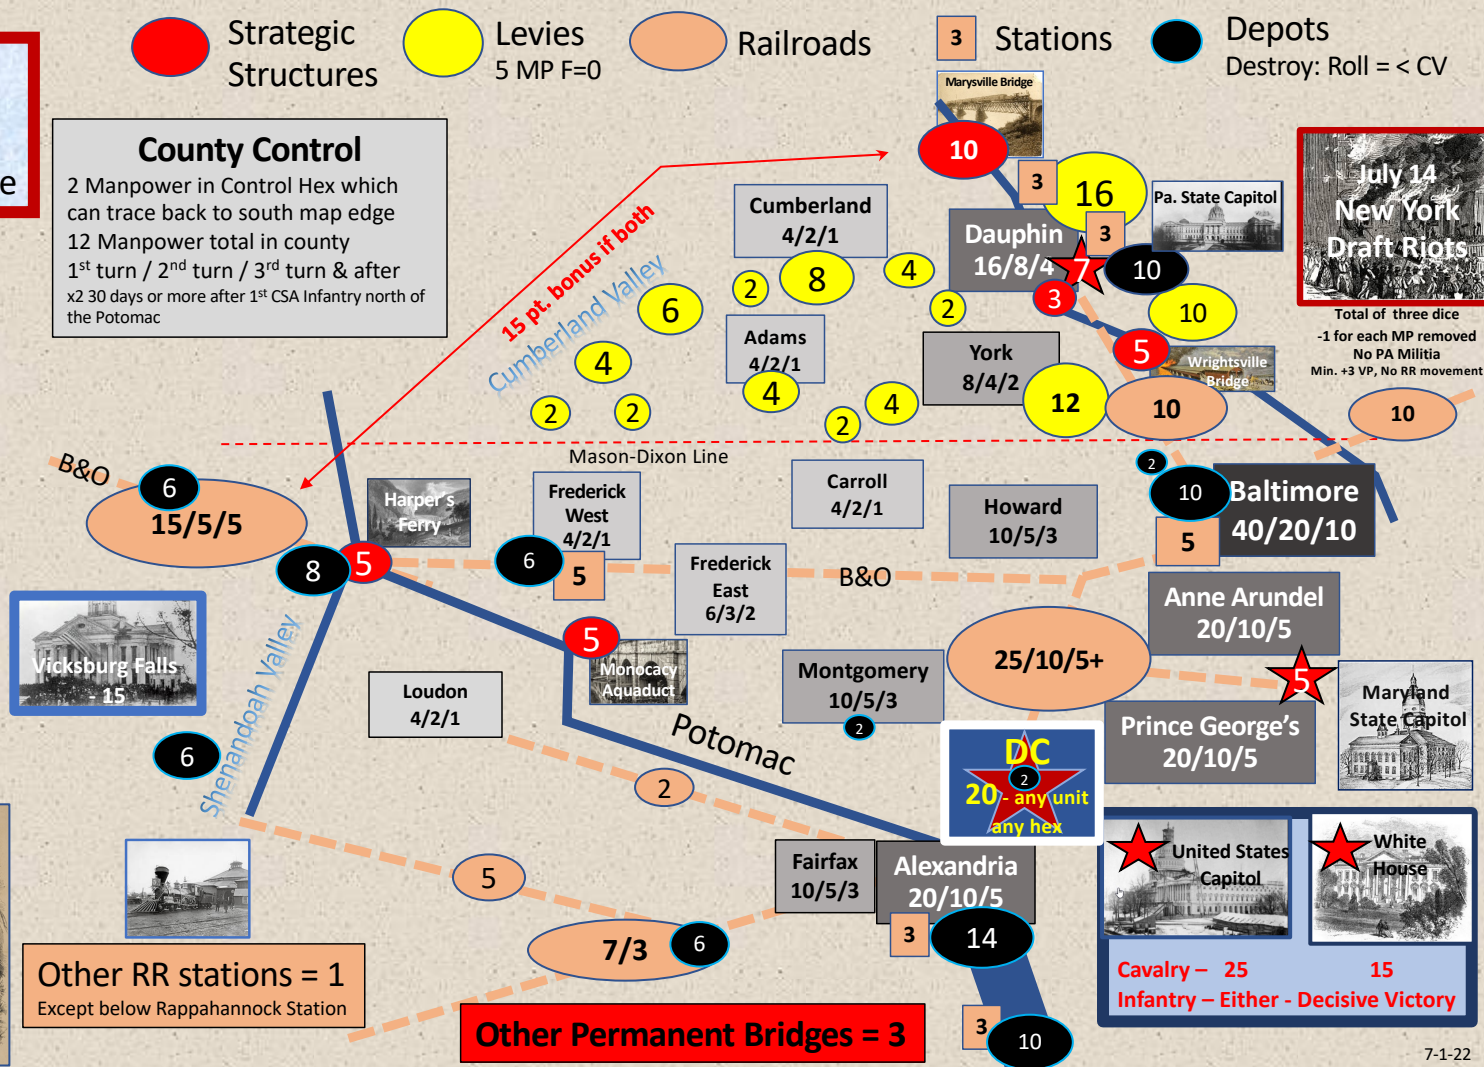 Strategic
Structures
Levies
5 MP F=0
Railroads
3
Stations
Depots
Destroy: Roll = < CV
e
County Control
2 Manpower in Control Hex which
can trace back to south map edge
12 Manpower total in county
1st turn / 2nd turn / 3rd turn & after
x2 30 days or more after 1st CSA Infantry north of
the Potomac
Marysville Bridge
10
3
16
Pa. State Capitol
July 14
New York
Draft Riots
Total of three dice
-1 for each MP removed
No PA Militia
Min. +3 VP, No RR movement
15 pt. bonus if both
Cumberland Valley
Cumberland
4/2/1
Dauphin
16/8/4
3
7
10
3
10
8
4
2
2
6
4
2
2
Adams
4/2/1
4
2
4
York
8/4/2
12
5
Wrightsville
Bridge
10
10
Mason-Dixon Line
B&O
6
15/5/5
Harper's
Ferry
8
5
Frederick
West
4/2/1
6
5
Carroll
4/2/1
Howard
10/5/3
2
10
5
Baltimore
40/20/10
Frederick
East
6/3/2
B&O
Anne Arundel
20/10/5
5
Monocacy
Aquaduct
Vicksburg Falls
- 15
Shenandoah Valley
6
Loudon
4/2/1
Montgomery
10/5/3
2
25/10/5+
5
Maryland
State Capitol
Prince George's
20/10/5
Potomac
DC
2
20 - any unit
any hex
2
5
7/3
6
Fairfax
10/5/3
Alexandria
20/10/5
3
14
3
10
United States
Capitol
White
House
Cavalry – 25 15
Infantry – Either - Decisive Victory
Other RR stations = 1
Except below Rappahannock Station
Other Permanent Bridges = 3
7-1-22